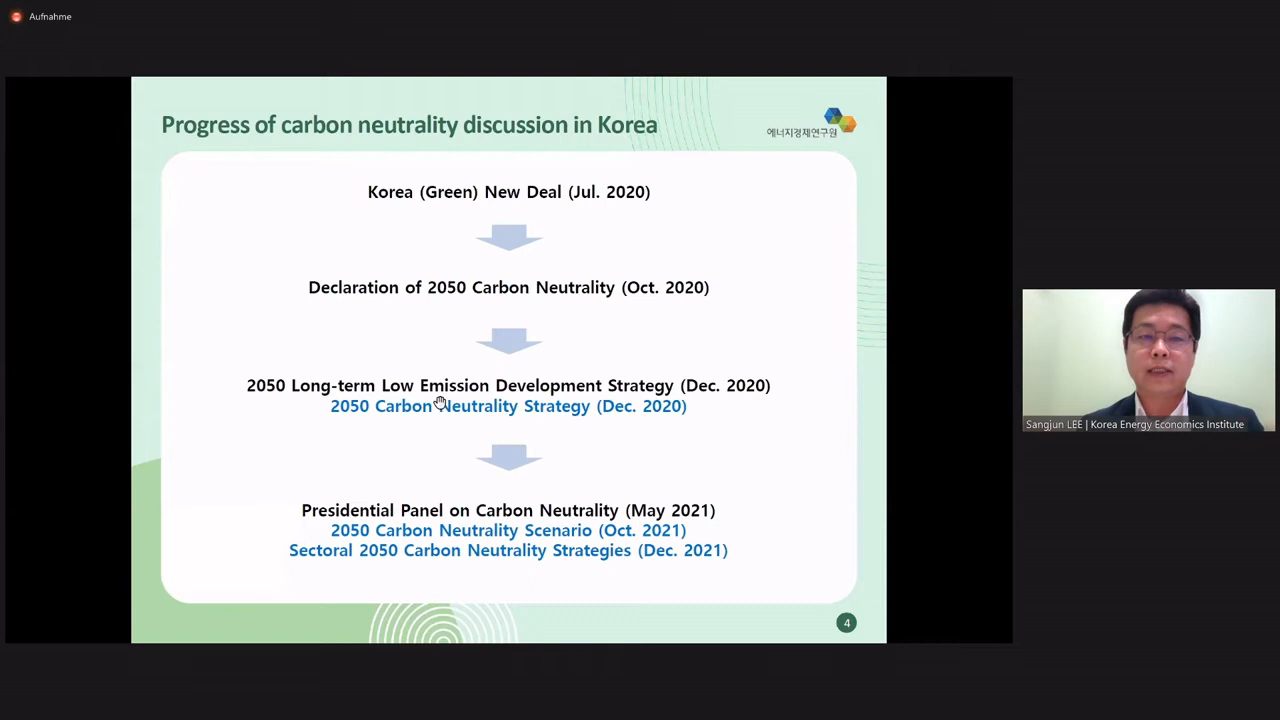 Aufnahme
Progress of carbon neutrality discussion in Korea
에너지경제연구원
Korea (Green) New Deal (Jul. 2020)
Declaration of 2050 Carbon Neutrality (Oct. 2020)
2050 Long-term Low Emission Development Strategy (Dec. 2020)
2050 Carbon Neutrality Strategy (Dec. 2020)
Presidential Panel on Carbon Neutrality (May 2021)
2050 Carbon Neutrality Scenario (Oct. 2021)
Sectoral 2050 Carbon Neutrality Strategies (Dec. 2021)
4
Sangjun LEE | Korea Energy Economics Institute